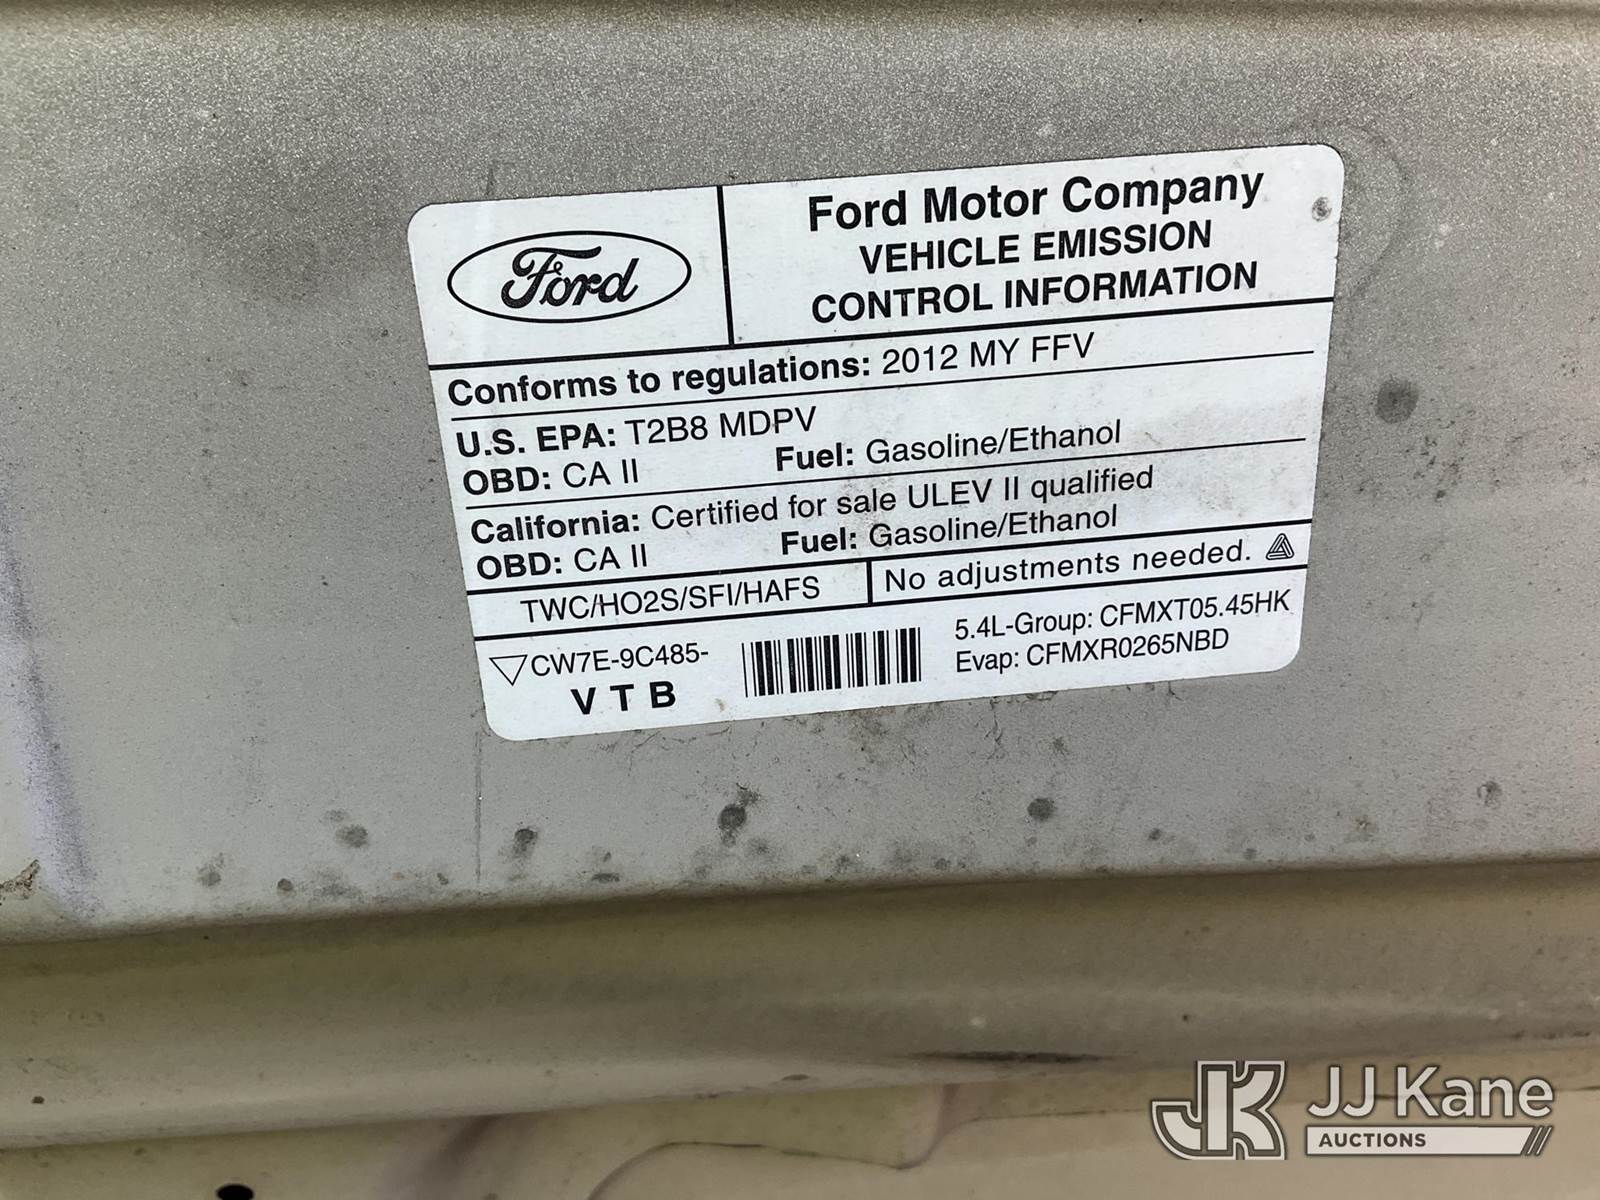 Ford
Ford Motor Company
VEHICLE EMISSION
CONTROL INFORMATION
Conforms to regulations: 2012 MY FFV
U.S. EPA: T2B8 MDPV
OBD: CA II Fuel: Gasoline/Ethanol
California: Certified for sale ULEV II qualified
OBD: CA II Fuel: Gasoline/Ethanol
TWC/HO2S/SFI/HAFS
No adjustments needed.
CW7E-9C485-
V T B
5.4L-Group: CFMXT05.45HK
Evap: CFMXR0265NBD
JK JJ Kane
AUCTIONS